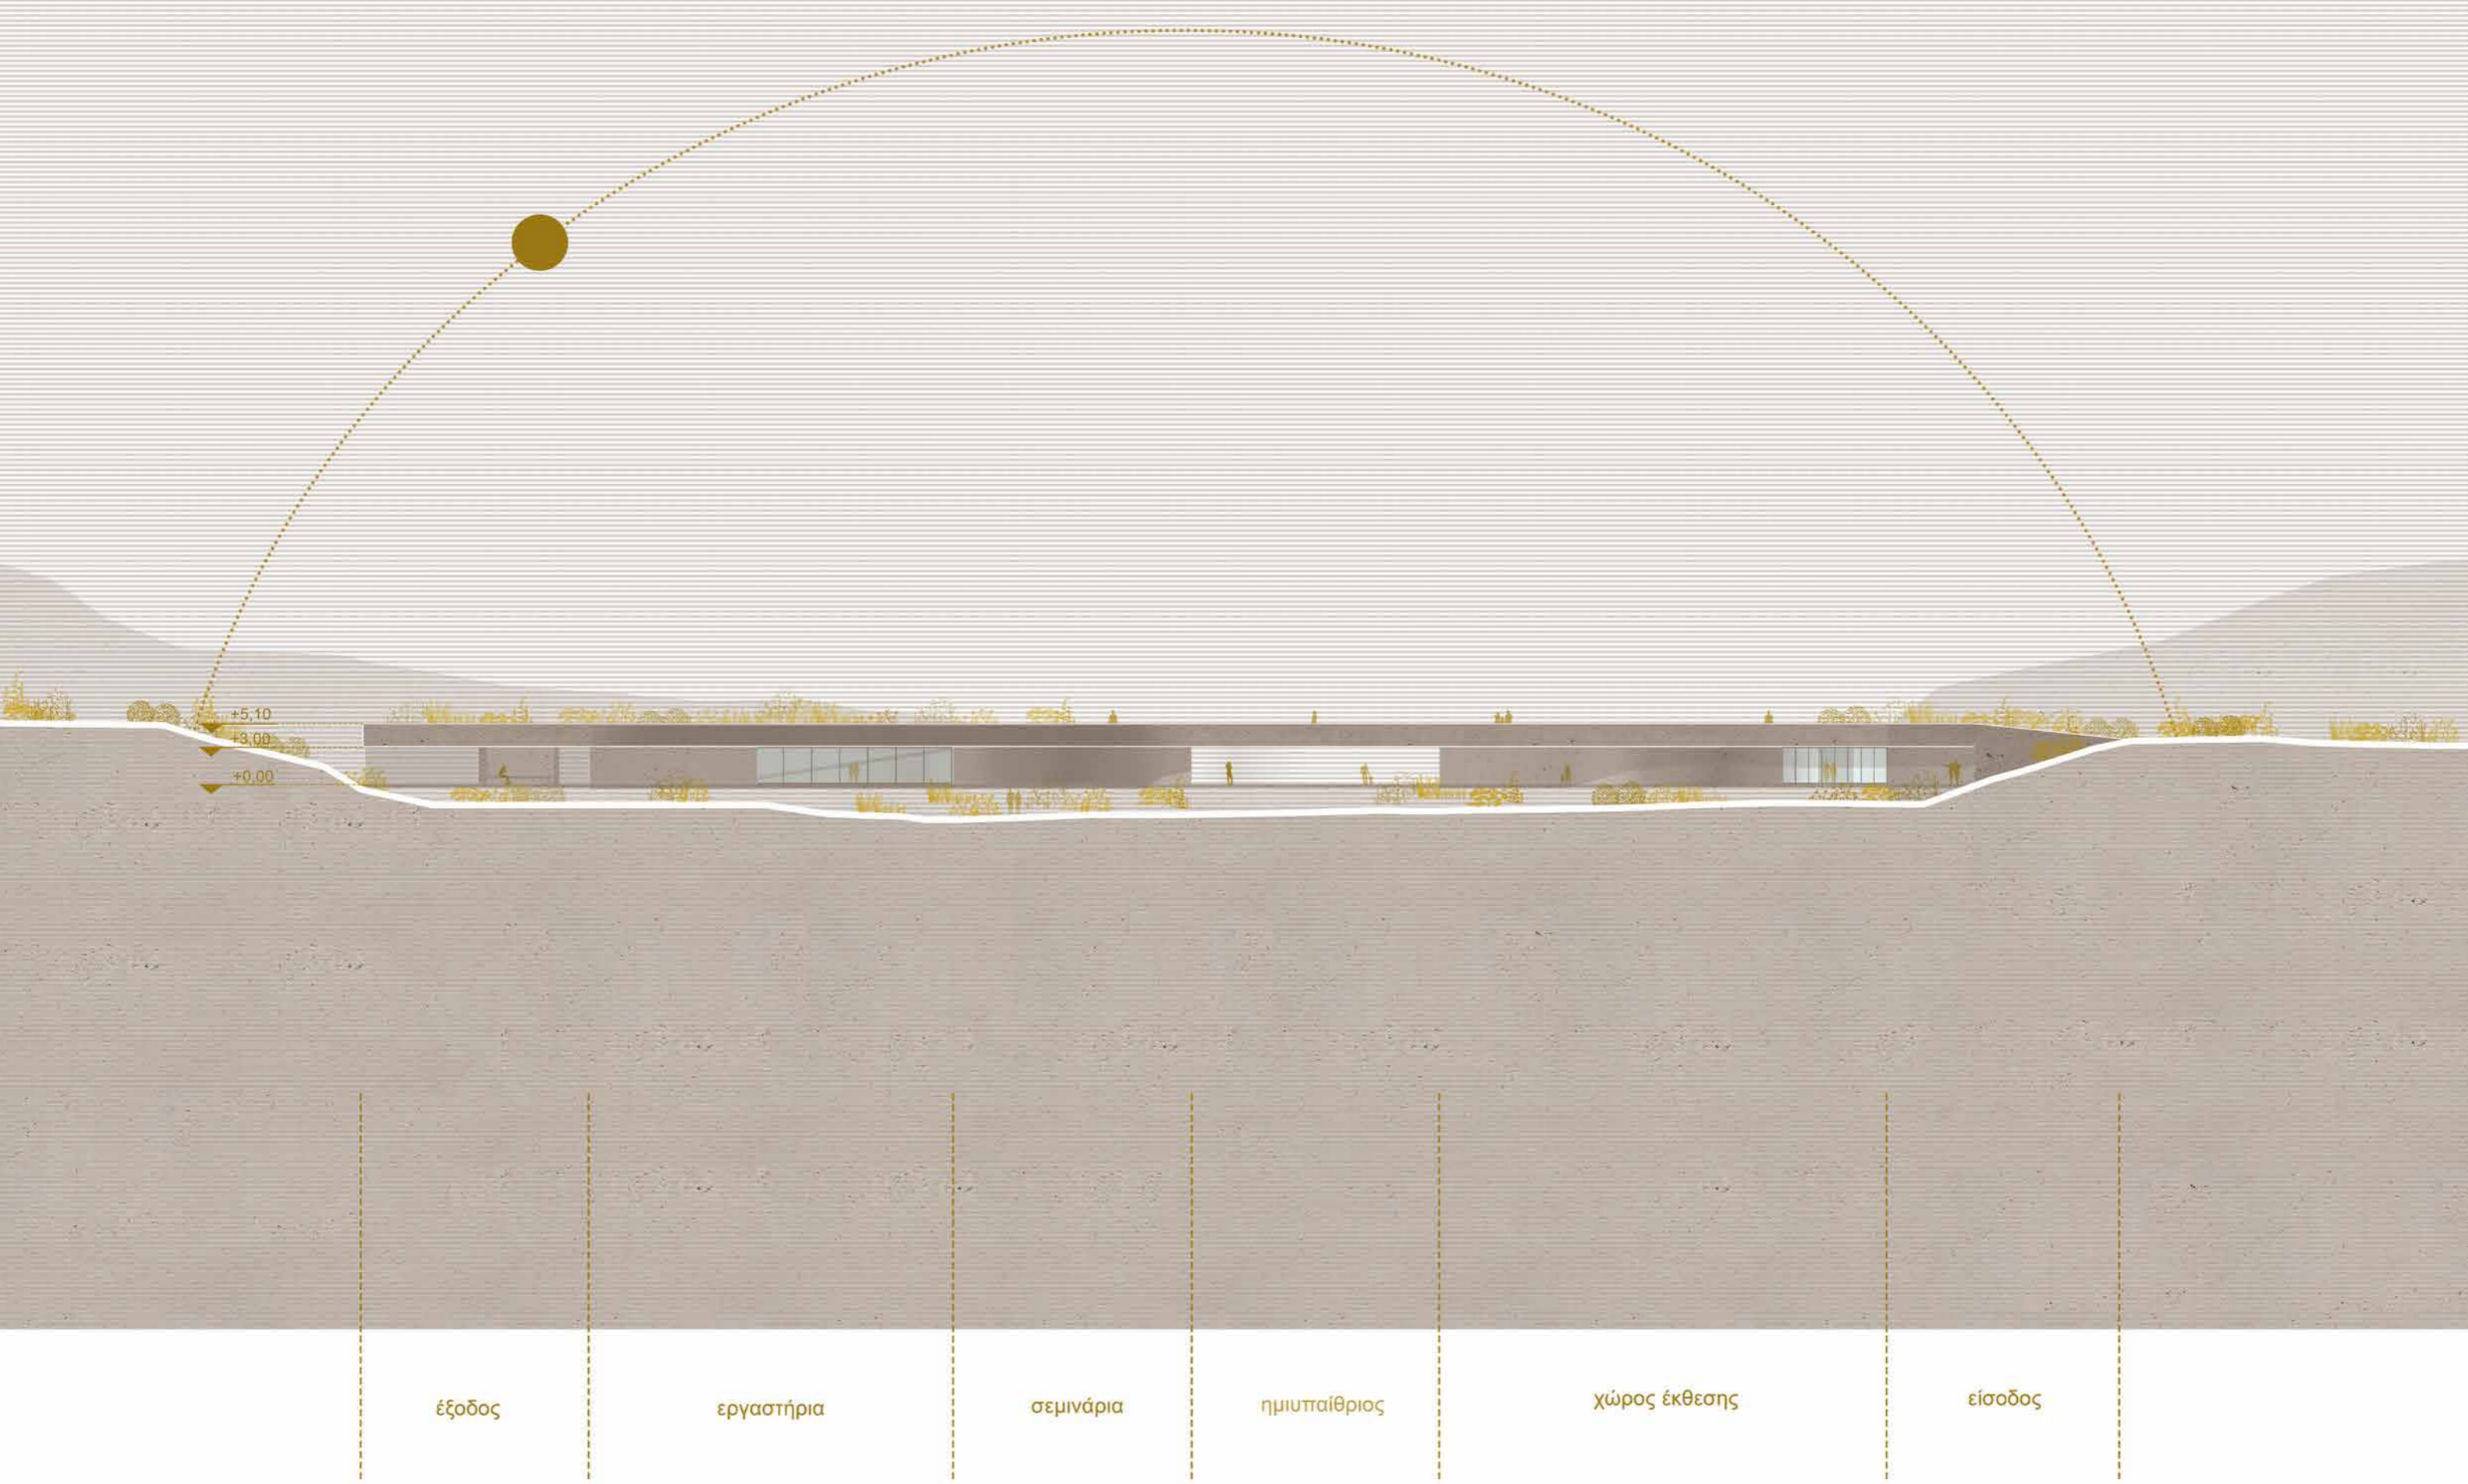 +5,10
+3,00
+0,00
έξοδος
εργαστήρια
σεμινάρια
ημιυπαίθριος
χώρος έκθεσης
είσοδος